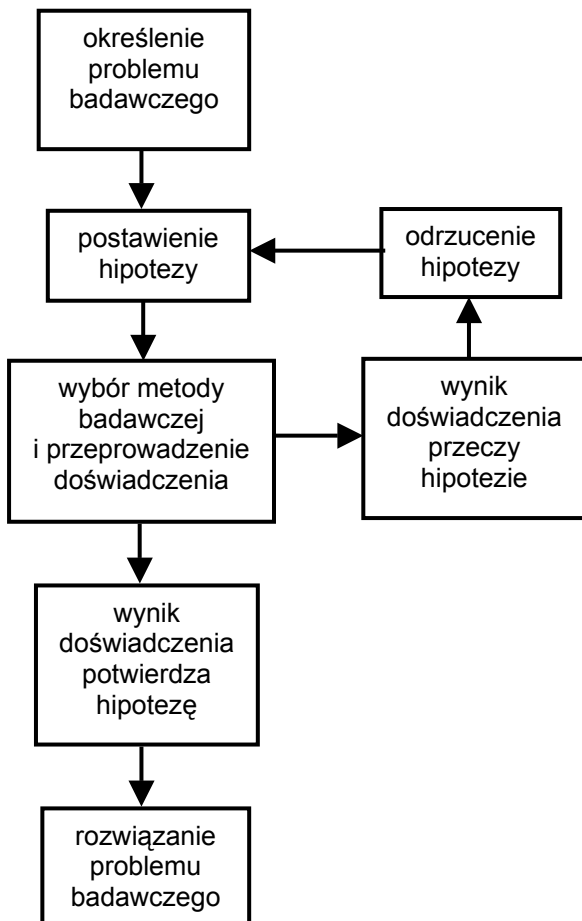 określenie
problemu
badawczego
postawienie
hipotezy
odrzucenie
hipotezy
wybór metody
badawczej
i przeprowadzenie
doświadczenia
wynik
doświadczenia
przeczy
hipotezie
wynik
doświadczenia
potwierdza
hipotezę
rozwiązanie
problemu
badawczego